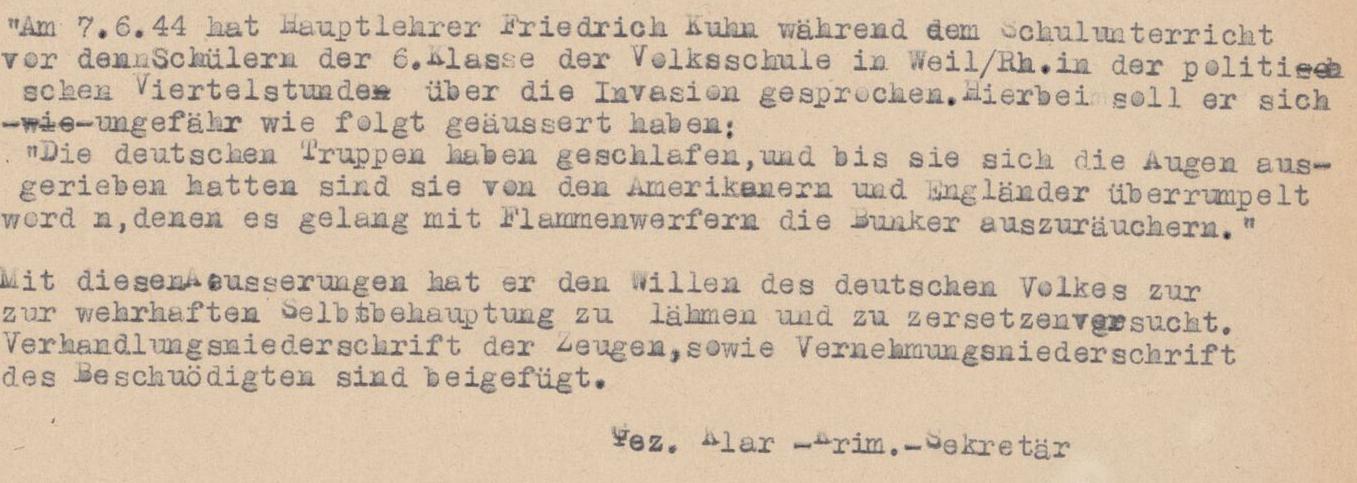 "Am 7.6.44 hat Hauptlehrer Friedrich Kuhn während dem Schulunterricht
vor dennSchülern der 6.Klasse der Volksschule in Weil/Rh.in der politisch
schen Viertelstunden über die Invasion gesprochen.Hierbei soll er sich
-wie-ungefähr wie folgt geäussert haben:
"Die deutschen Truppen haben geschlafen,und bis sie sich die Augen aus-
gerieben hatten sind sie von den Amerikanern und Engländer überrumpelt
word n,denen es gelang mit Flammenwerfern die Bunker auszuräuchern."
Mit diesenAeusserungen hat er den Willen des deutschen Volkes zur
zur wehrhaften Selbstbehauptung zu lähmen und zu zersetzenversucht.
Verhandlungsniederschrift der Zeugen,sowie Vernehmungsniederschrift
des Beschuödigten sind beigefügt.
Gez. Klar -Krim.-Sekretär